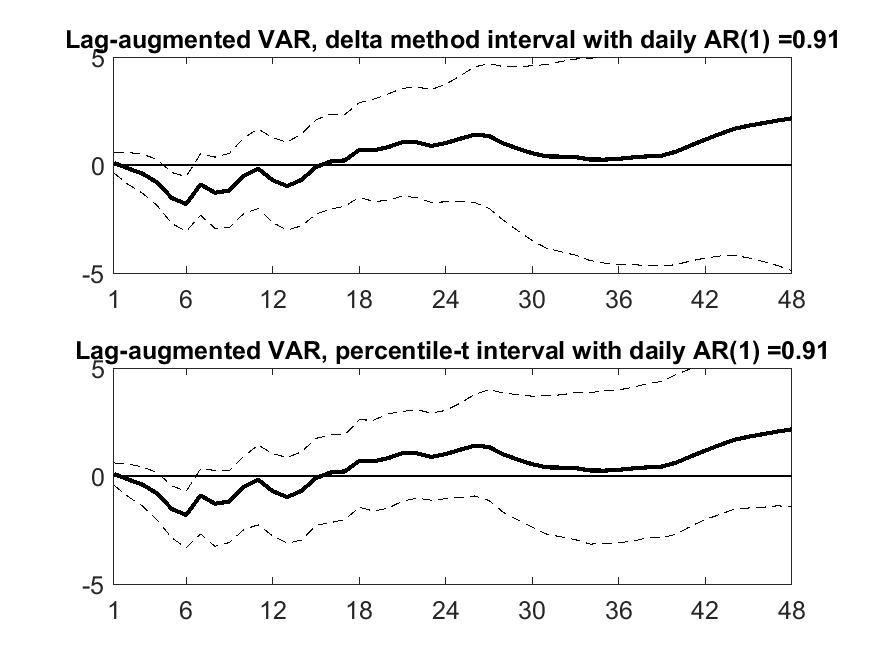 Lag-augmented VAR, delta method interval with daily AR(1) =0.91
5
0
-5
1 6 12 18 24 30 36 42 48
Lag-augmented VAR, percentile-t interval with daily AR(1) =0.91
5
0
-5
1 6 12 18 24 30 36 42 48